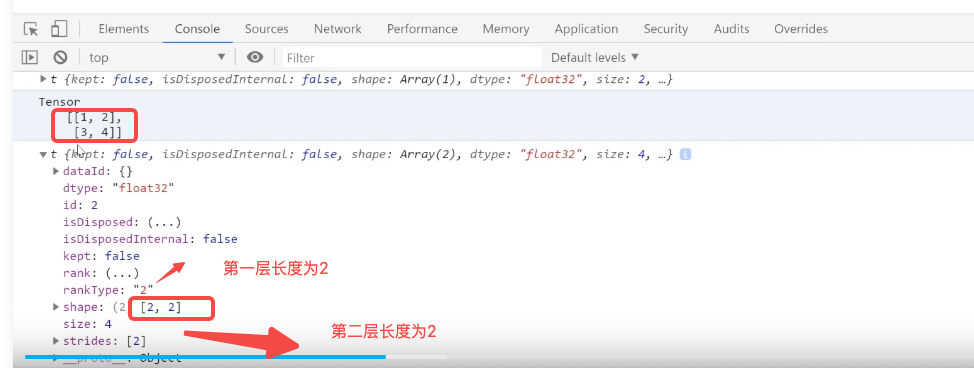 Elements Console Sources Network Performance Memory Application Security Audits Overrides
top Filter Default levels
t {kept: false, isDisposedInternal: false, shape: Array(1), dtype: "float32", size: 2, …}
Tensor
[[1, 2],
[3, 4]]
t {kept: false, isDisposedInternal: false, shape: Array(2), dtype: "float32", size: 4, …} i
dataId: {}
dtype: "float32"
id: 2
isDisposed: (...)
isDisposedInternal: false
kept: false
rank: (...)
第一层长度为2
rankType: "2"
shape: (2 [2, 2]
size: 4
第二层长度为2
strides: [2]
__proto__: Object